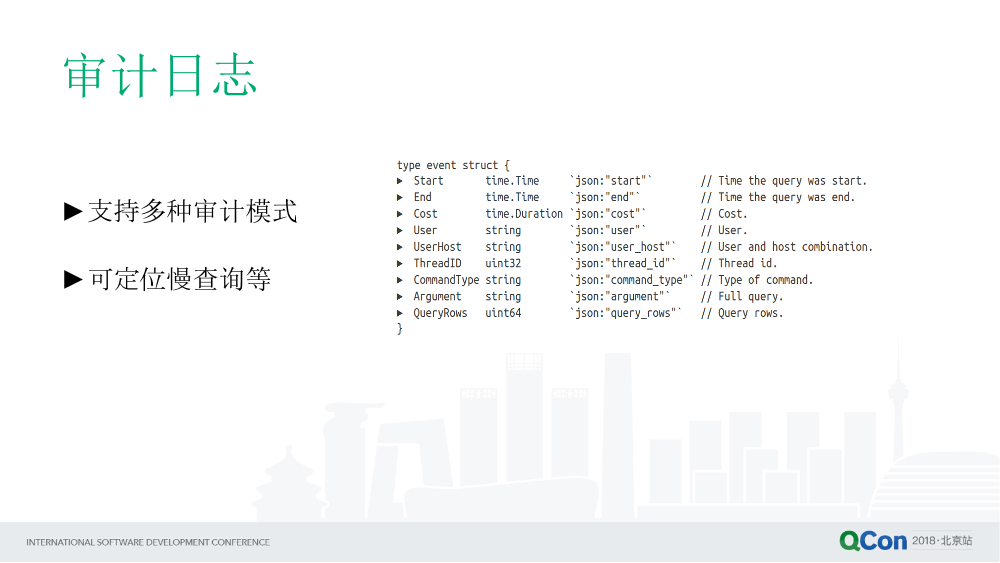 审计日志
▶支持多种审计模式
▶可定位慢查询等
type event struct {
▶ Start time.Time `json:"start"` // Time the query was start.
▶ End time.Time `json:"end"` // Time the query was end.
▶ Cost time.Duration `json:"cost"` // Cost.
▶ User string `json:"user"` // User.
▶ UserHost string `json:"user_host"` // User and host combination.
▶ ThreadID uint32 `json:"thread_id"` // Thread id.
▶ CommandType string `json:"command_type"` // Type of command.
▶ Argument string `json:"argument"` // Full query.
▶ QueryRows uint64 `json:"query_rows"` // Query rows.
}
INTERNATIONAL SOFTWARE DEVELOPMENT CONFERENCE
QCon 2018·北京站